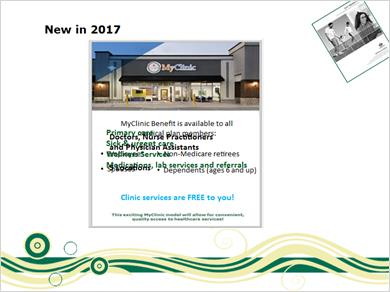 New in 2017
MyClinic
MyClinic Benefit is available to all
Primary care
medical plan members:
Doctors, Nurse Practitioners
Sick & urgent care
and Physician Assistants
Wellness Services
Non-Medicare retirees
Medications, lab services and referrals
Dependents (ages 6 and up)
Clinic services are FREE to you!
This exciting MyClinic model will allow for convenient,
quality access to healthcare services!